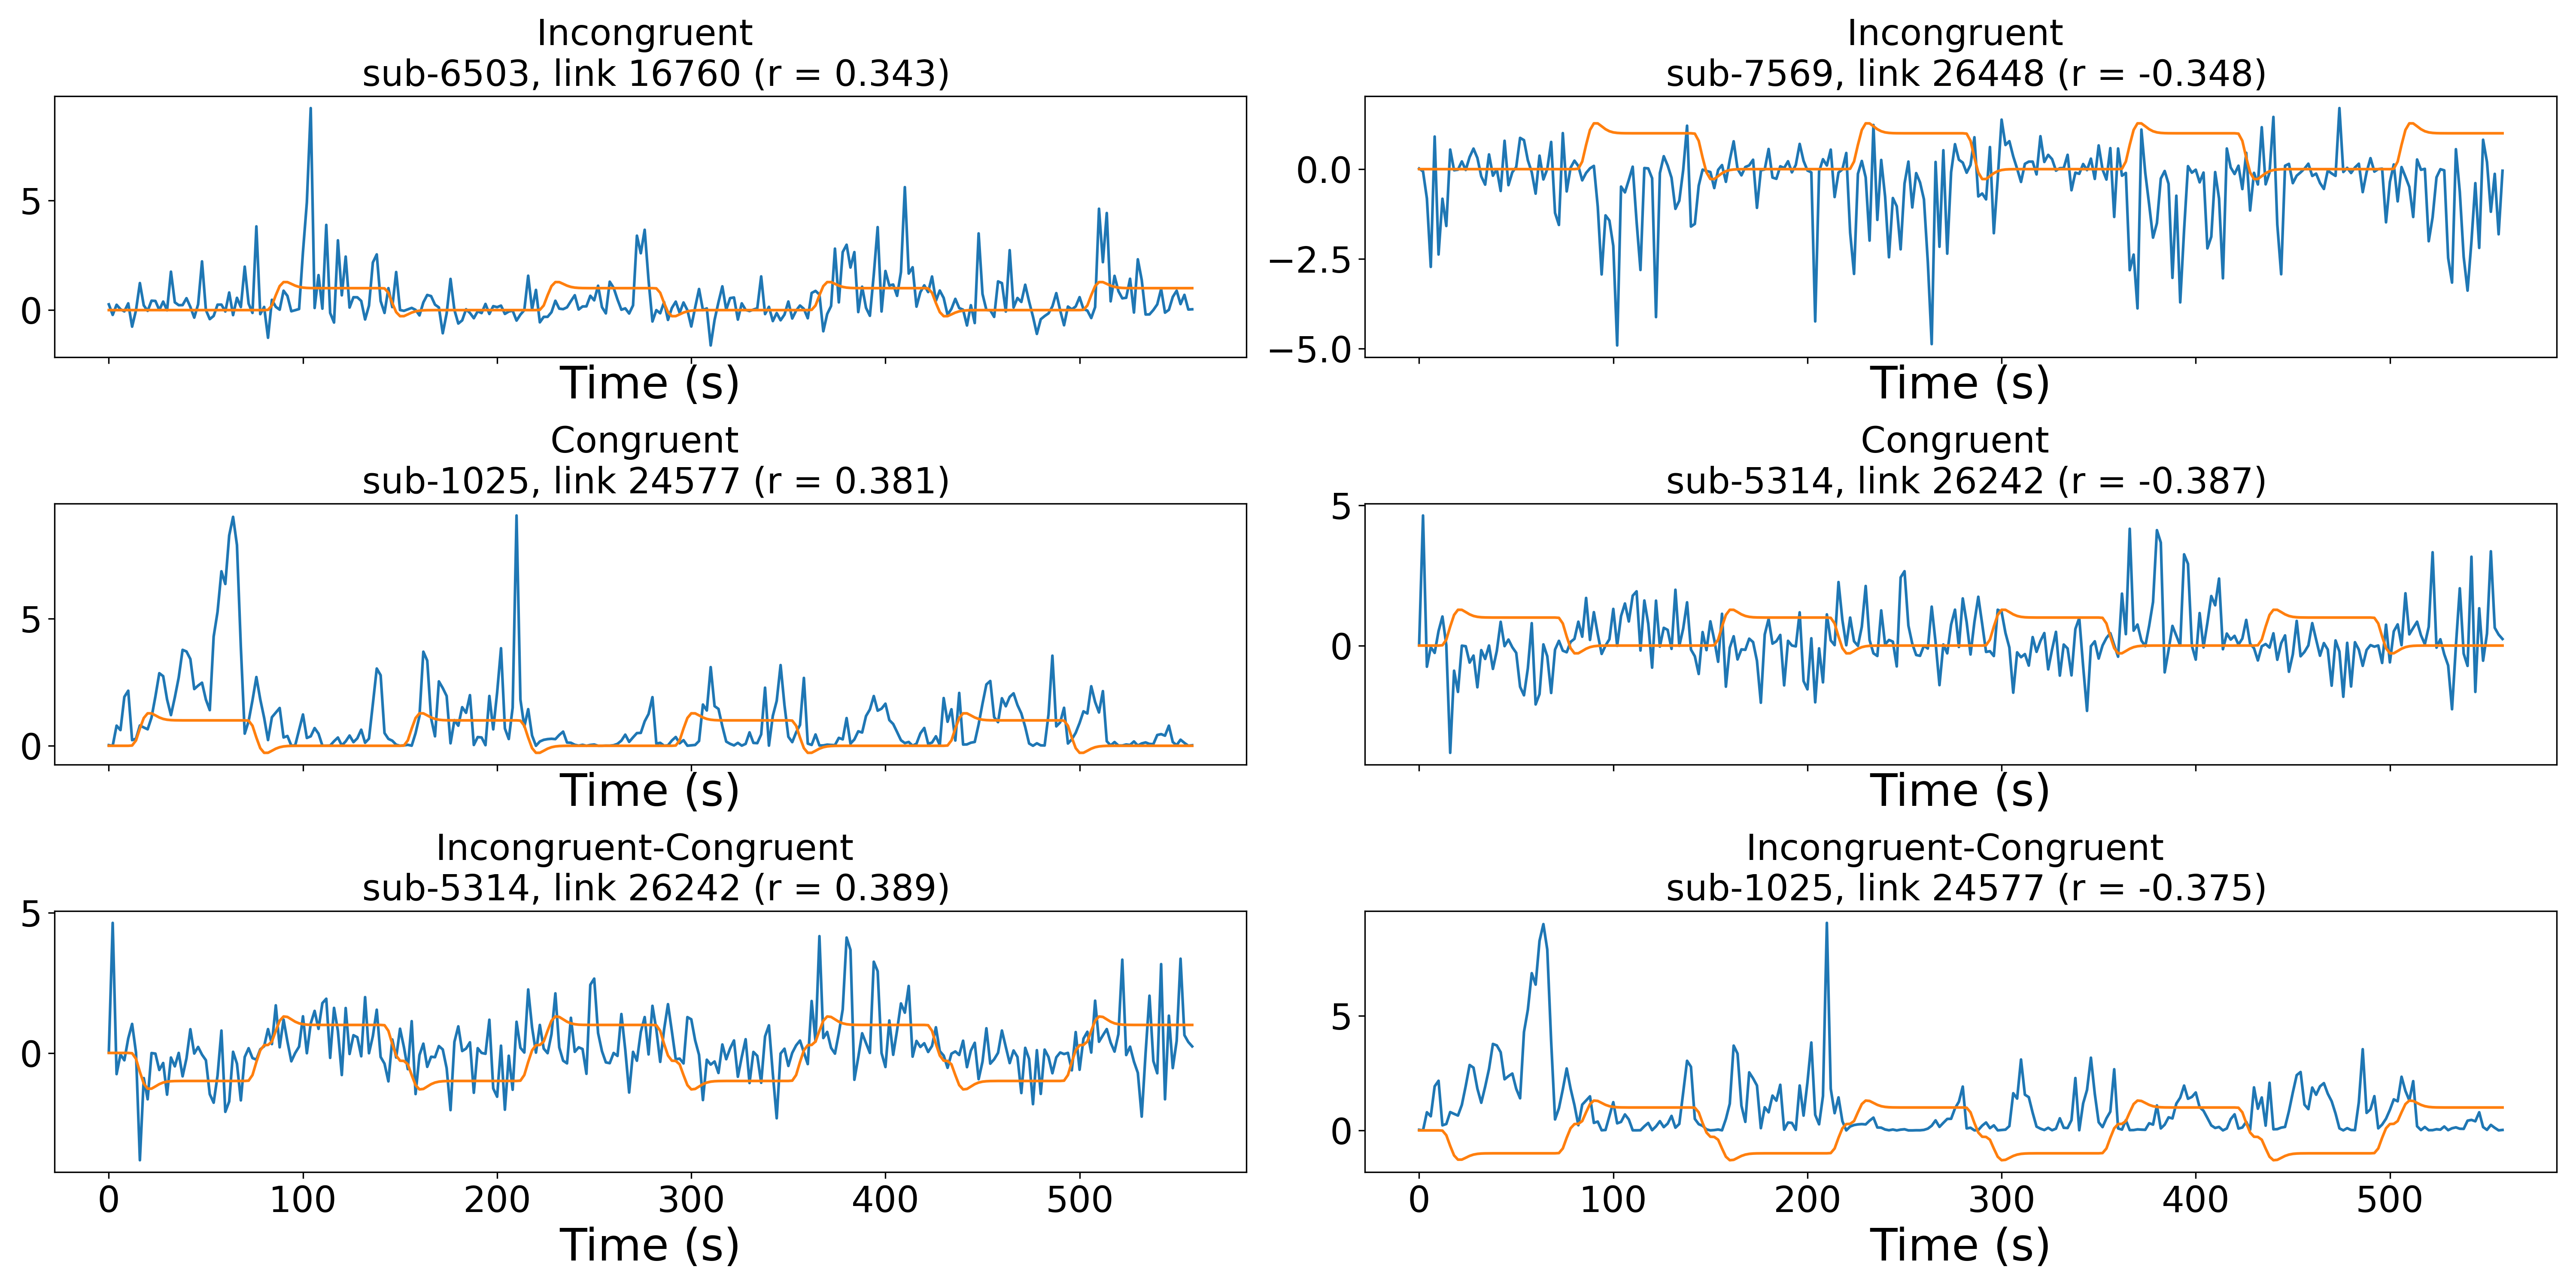 Incongruent
sub-6503, link 16760 (r = 0.343)
5
0
Time (s)
Incongruent
sub-7569, link 26448 (r = -0.348)
0.0
−2.5
−5.0
Time (s)
Congruent
sub-1025, link 24577 (r = 0.381)
5
0
Time (s)
Congruent
sub-5314, link 26242 (r = -0.387)
5
0
Time (s)
Incongruent-Congruent
sub-5314, link 26242 (r = 0.389)
5
0
0 100 200 300 400 500
Time (s)
Incongruent-Congruent
sub-1025, link 24577 (r = -0.375)
5
0
0 100 200 300 400 500
Time (s)